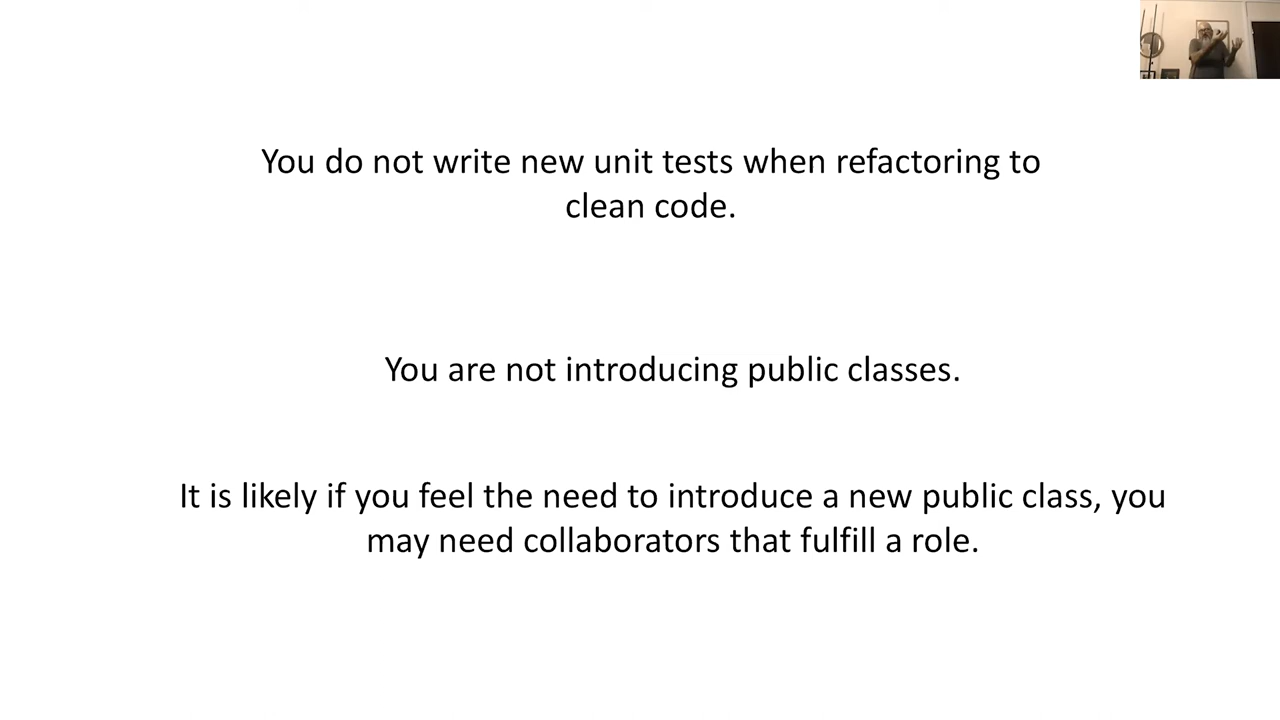 You do not write new unit tests when refactoring to
clean code.
You are not introducing public classes.
It is likely if you feel the need to introduce a new public class, you
may need collaborators that fulfill a role.